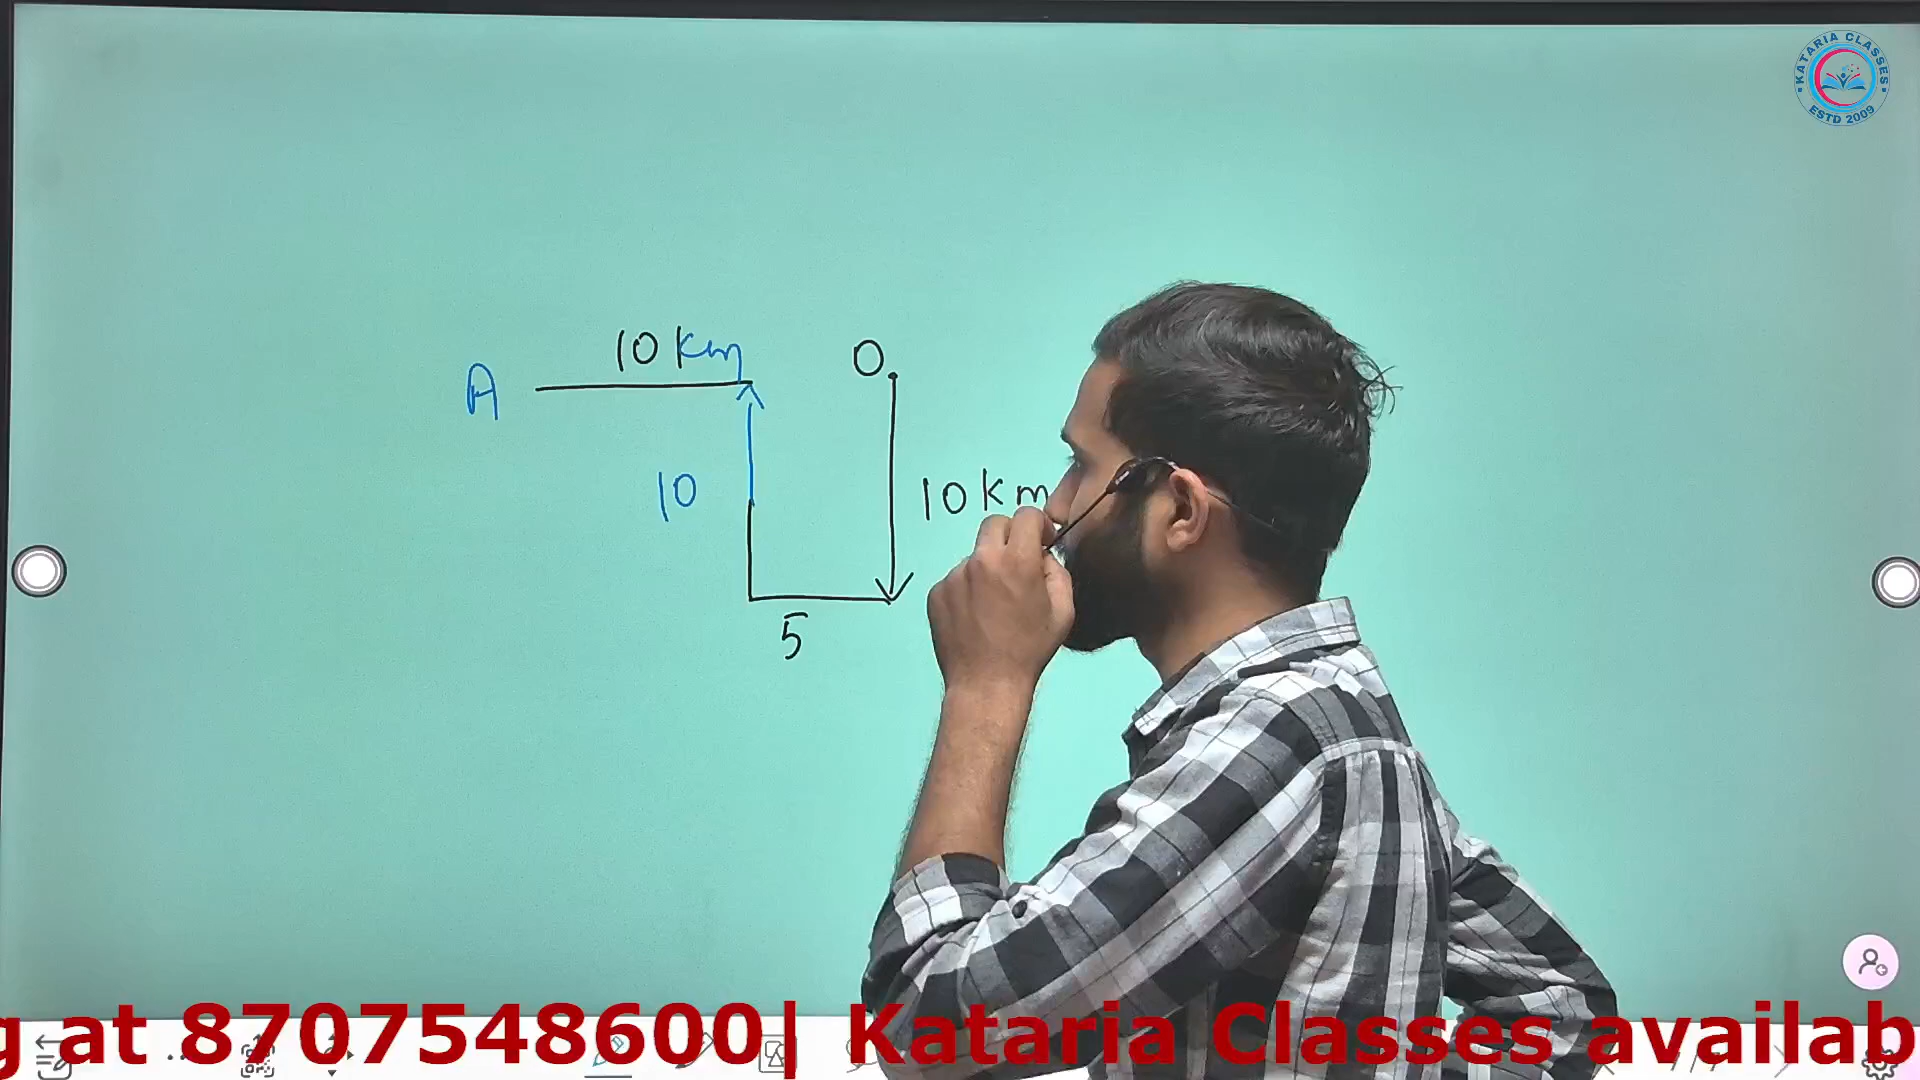 KATARIA CLASSES
ESTD 2009
10 Km
O
A
10
10 Km
5
g at 8707548600| Kataria Classes availab